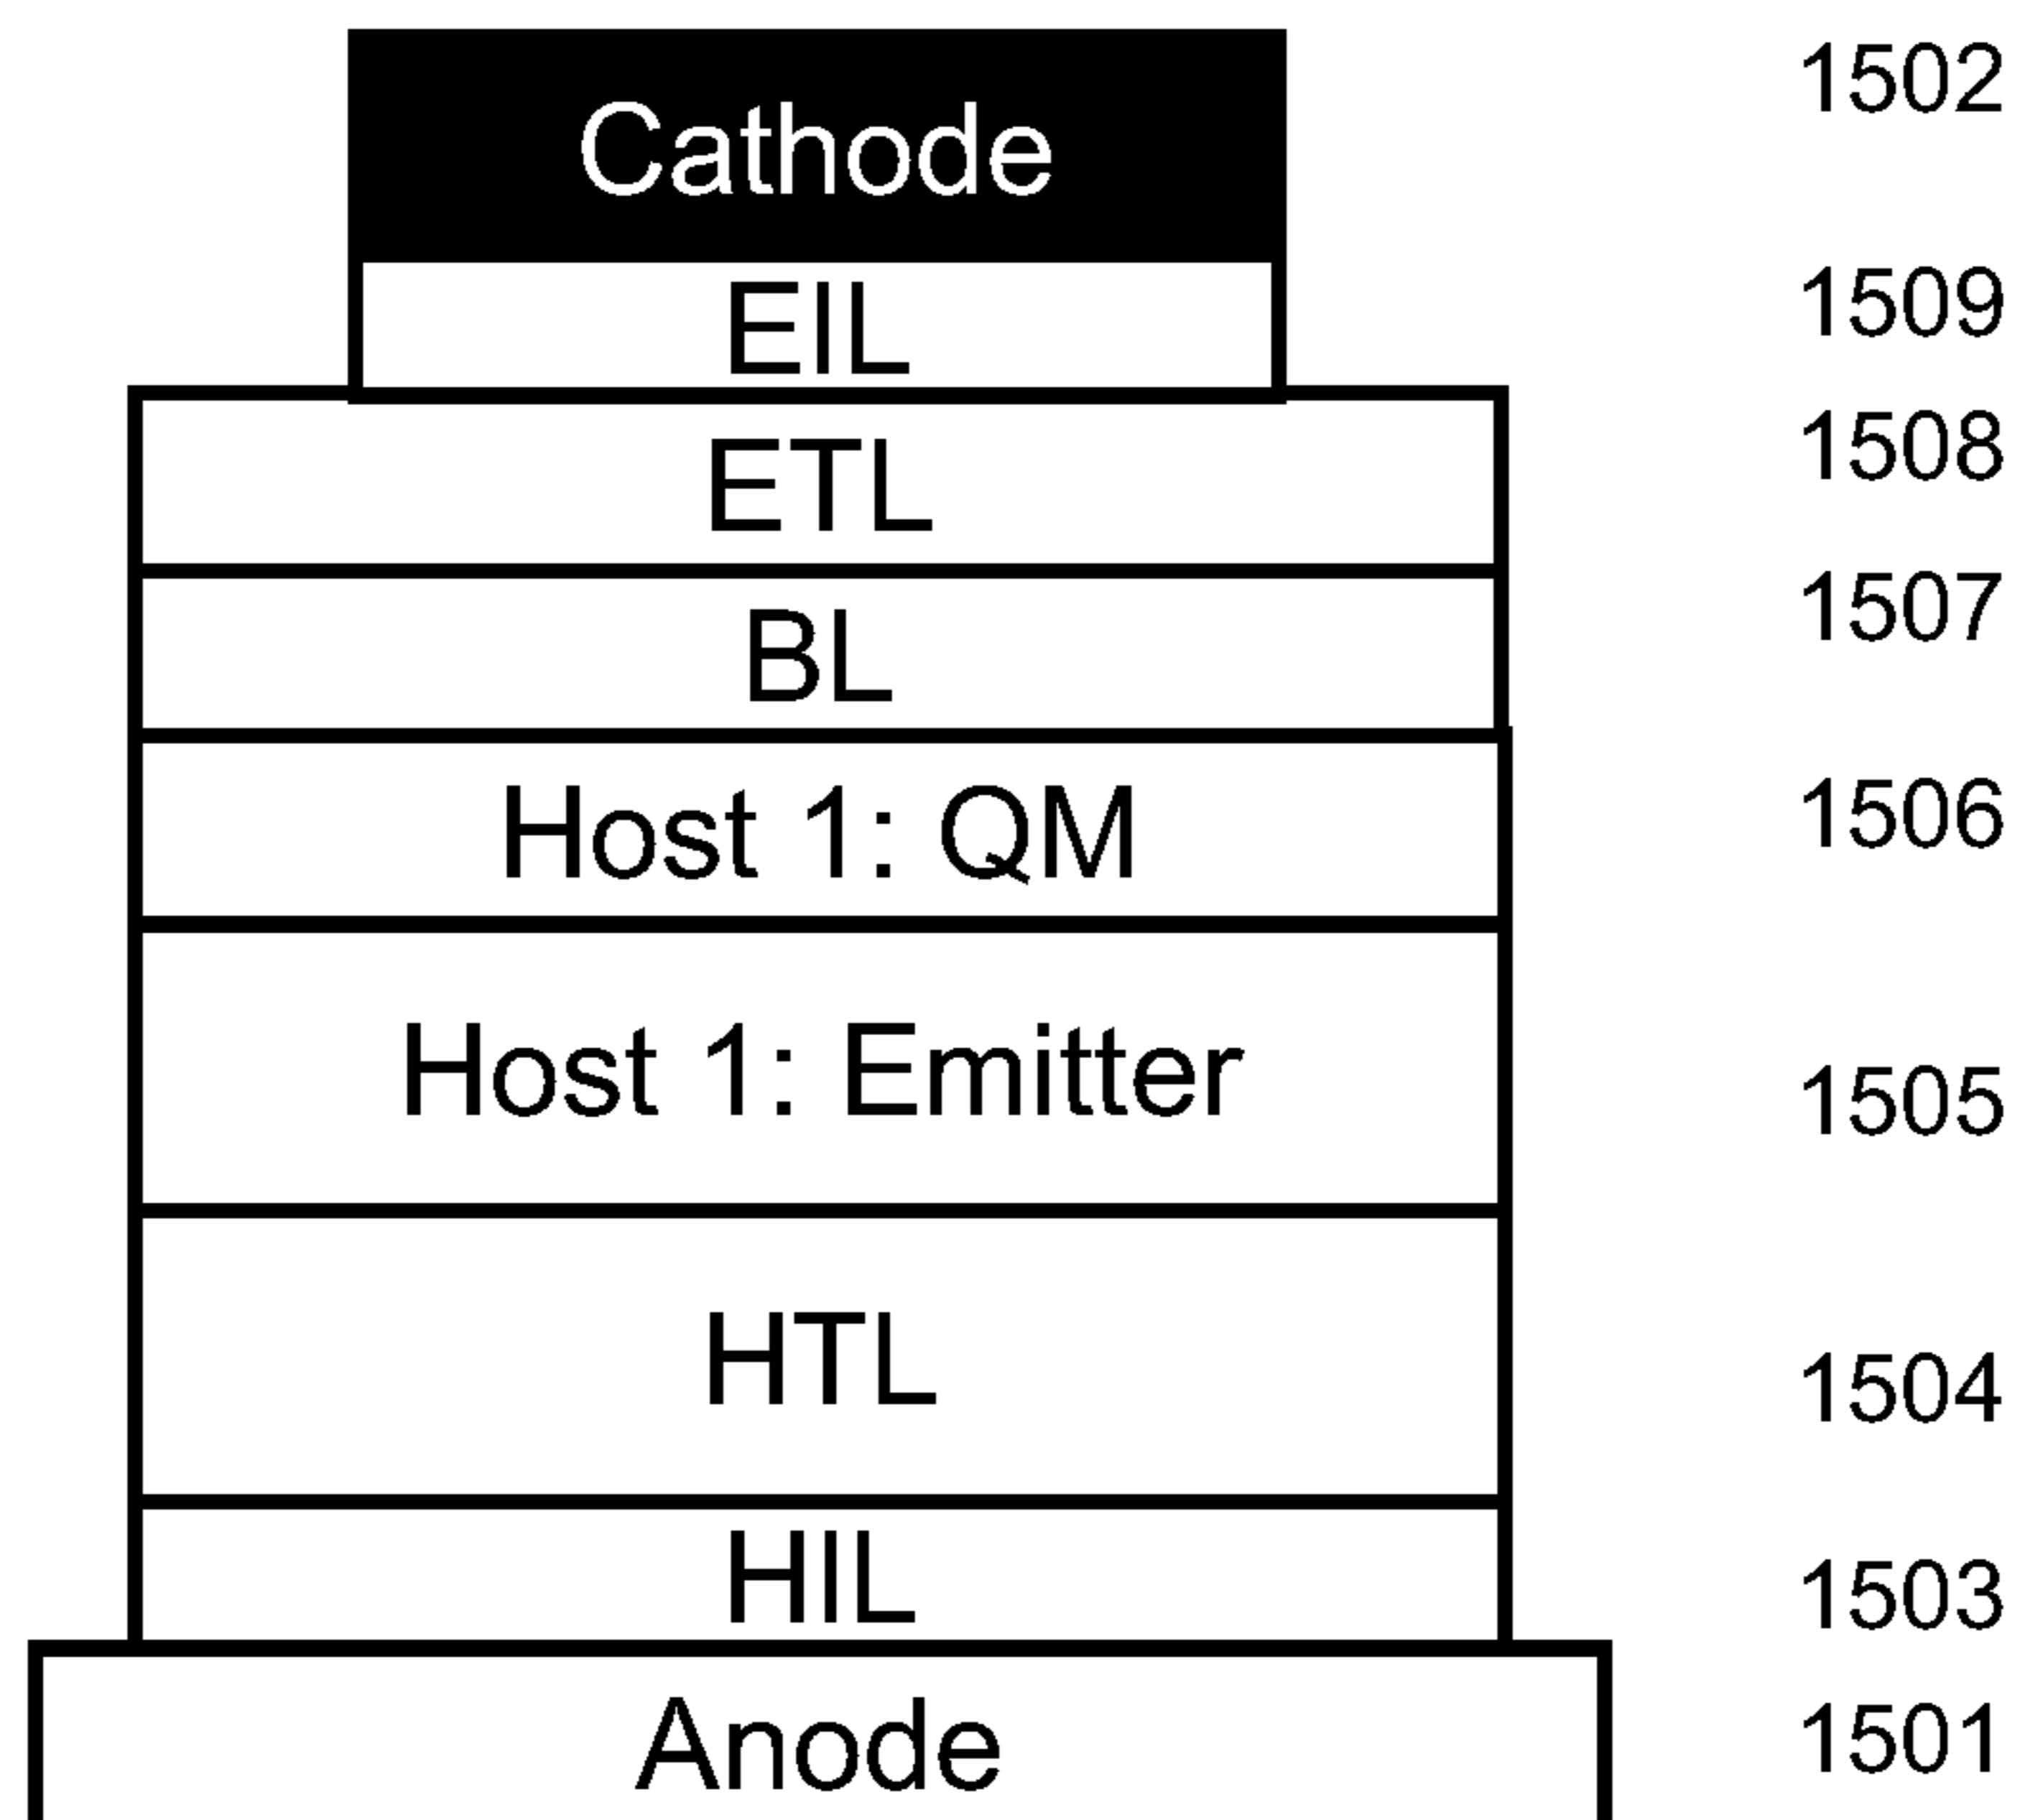 Cathode 1502
EIL 1509
ETL 1508
BL 1507
Host 1: QM 1506
Host 1: Emitter 1505
HTL 1504
HIL 1503
Anode 1501